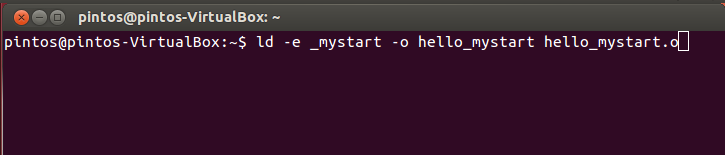 pintos@pintos-VirtualBox: ~
pintos@pintos-VirtualBox:~$ ld -e _mystart -o hello_mystart hello_mystart.o